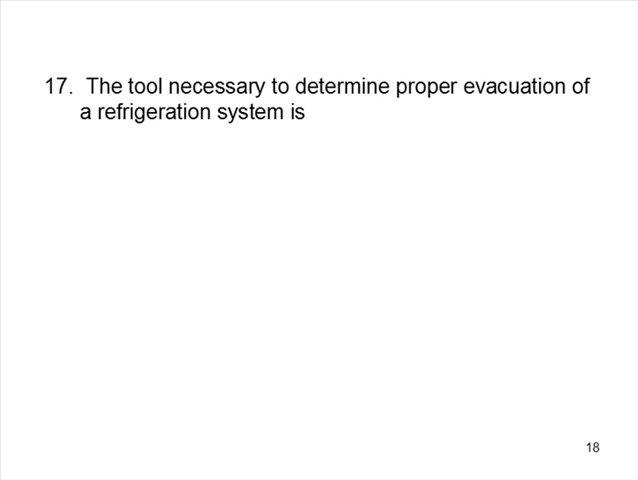 17. The tool necessary to determine proper evacuation of
a refrigeration system is
18